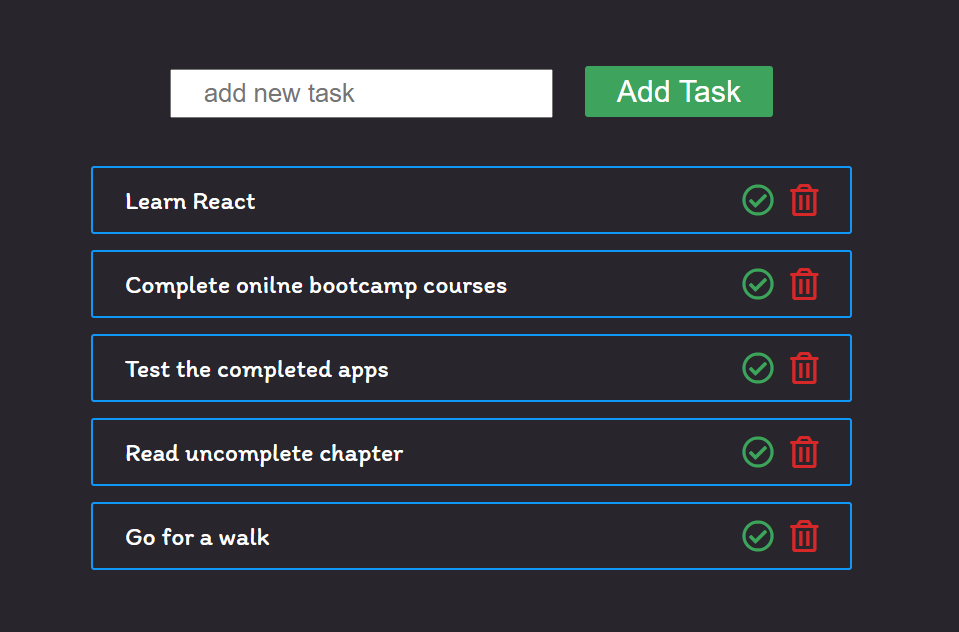 add new task
Add Task
Learn React
Complete onilne bootcamp courses
Test the completed apps
Read uncomplete chapter
Go for a walk